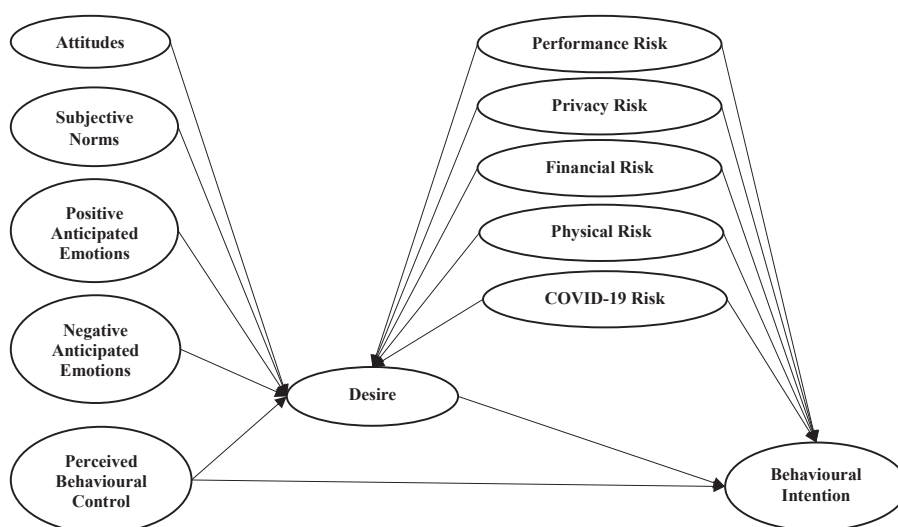 Attitudes
Subjective
Norms
Positive
Anticipated
Emotions
Negative
Anticipated
Emotions
Perceived
Behavioural
Control
Performance Risk
Privacy Risk
Financial Risk
Physical Risk
COVID-19 Risk
Desire
Behavioural
Intention